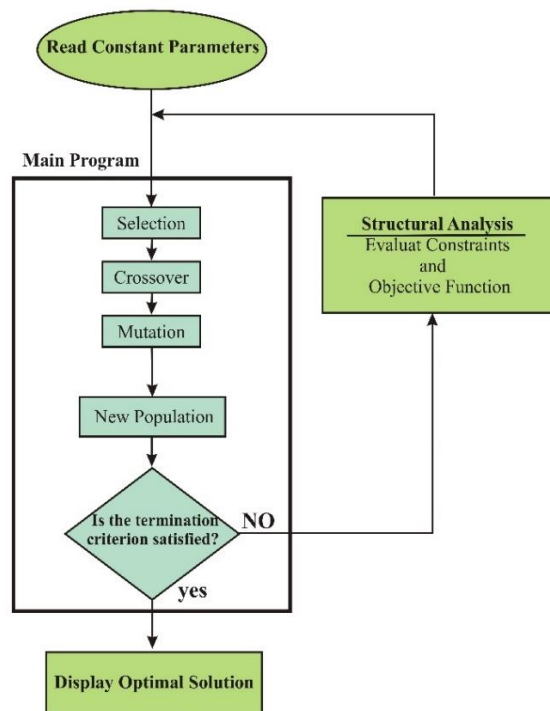 Read Constant Parameters
Main Program
Selection
Crossover
Mutation
New Population
Is the termination
criterion satisfied?
NO
yes
Structural Analysis
Evaluat Constraints
and
Objective Function
Display Optimal Solution